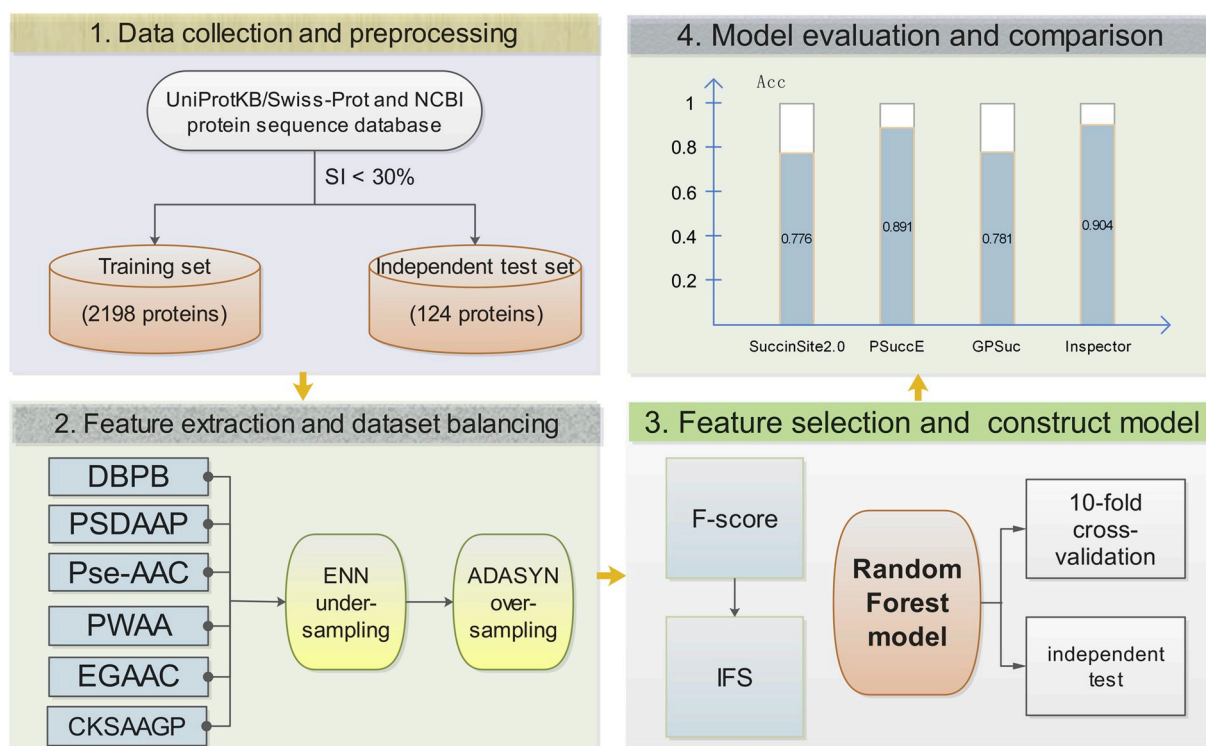 1. Data collection and preprocessing
UniProtKB/Swiss-Prot and NCBI
protein sequence database
SI < 30%
Training set
(2198 proteins)
Independent test set
(124 proteins)
2. Feature extraction and dataset balancing
DBPB
PSDAAP
Pse-AAC
PWAA
EGAAC
CKSAAGP
ENN
under-
sampling
ADASYN
over-
sampling
3. Feature selection and construct model
F-score
IFS
Random
Forest
model
10-fold
cross-
validation
independent
test
4. Model evaluation and comparison
Acc
1
0.8
0.6
0.4
0.2
0.776
0.891
0.781
0.904
SuccinSite2.0
PSuccE
GPSuc
Inspector